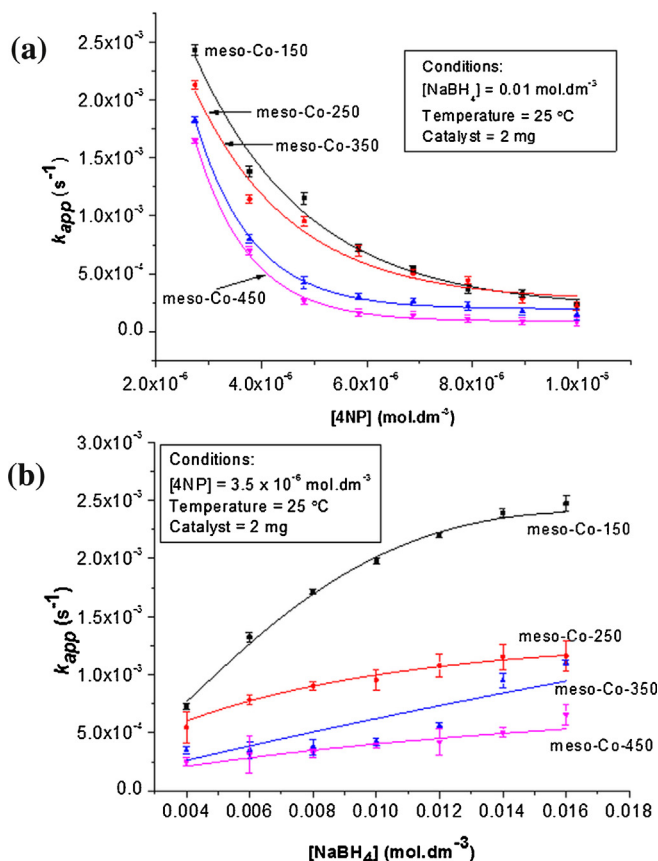 (a)
2.5x10⁻³
2.0x10⁻³
1.5x10⁻³
1.0x10⁻³
5.0x10⁻⁴
0.0
k_app (s⁻¹)
meso-Co-150
meso-Co-250
meso-Co-350
meso-Co-450
Conditions:
[NaBH₄] = 0.01 mol.dm⁻³
Temperature = 25 °C
Catalyst = 2 mg
2.0x10⁻⁶ 4.0x10⁻⁶ 6.0x10⁻⁶ 8.0x10⁻⁶ 1.0x10⁻⁵
[4NP] (mol.dm⁻³)
(b)
3.0x10⁻³
2.5x10⁻³
2.0x10⁻³
1.5x10⁻³
1.0x10⁻³
5.0x10⁻⁴
0.0
k_app (s⁻¹)
Conditions:
[4NP] = 3.5 x 10⁻⁶ mol.dm⁻³
Temperature = 25 °C
Catalyst = 2 mg
meso-Co-150
meso-Co-250
meso-Co-350
meso-Co-450
0.002 0.004 0.006 0.008 0.010 0.012 0.014 0.016 0.018
[NaBH₄] (mol.dm⁻³)